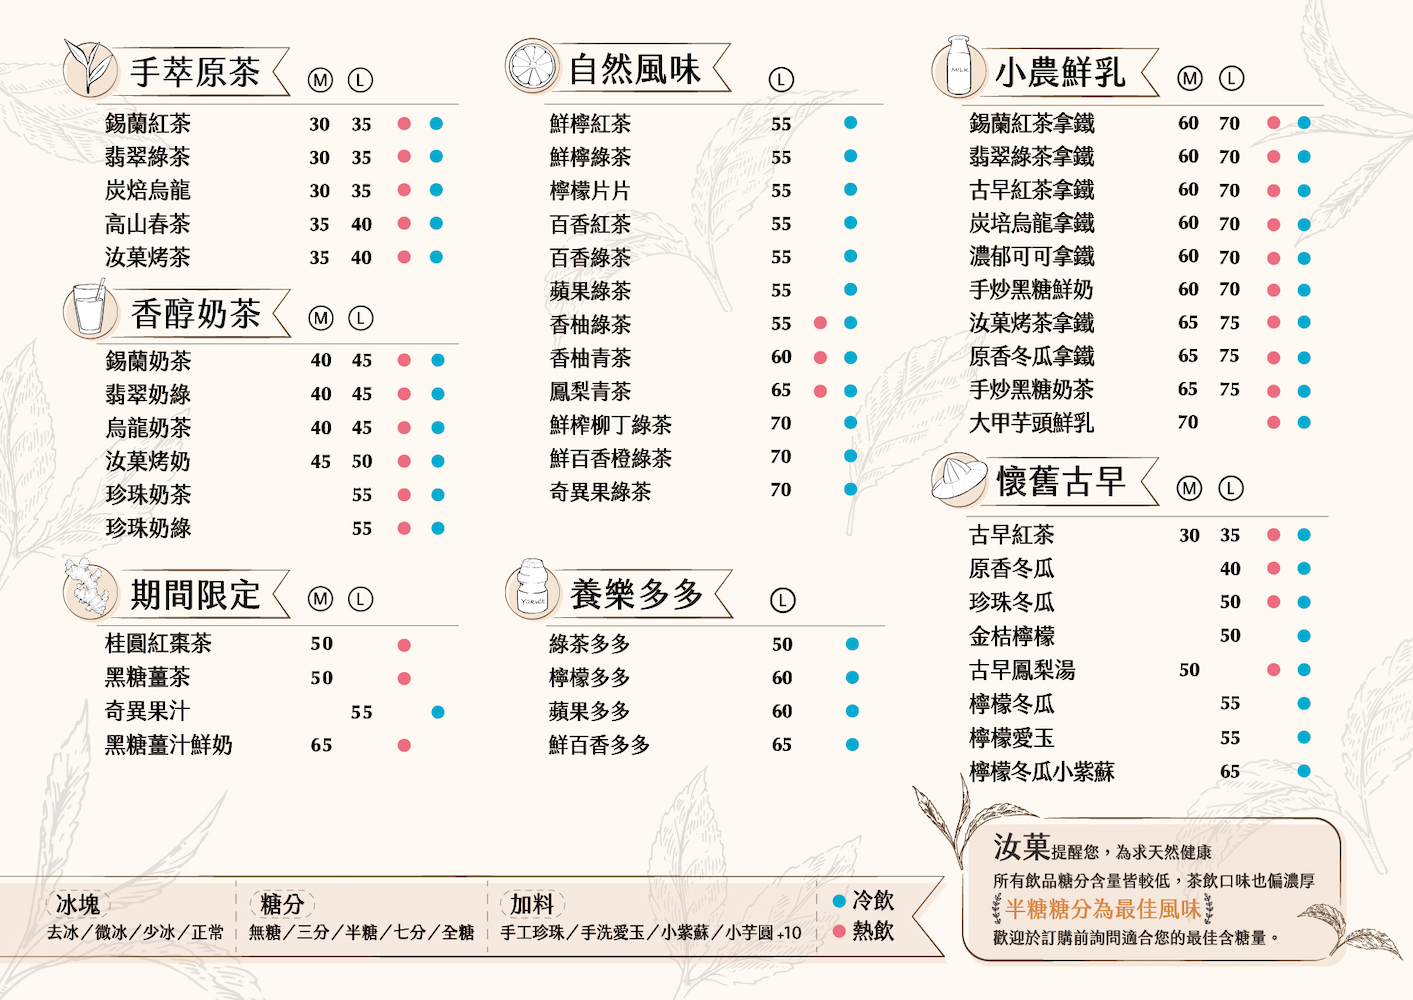 手萃原茶 M L
錫蘭紅茶 30 35
翡翠綠茶 30 35
炭焙烏龍 30 35
高山春茶 35 40
汝菓烤茶 35 40
香醇奶茶 M L
錫蘭奶茶 40 45
翡翠奶綠 40 45
烏龍奶茶 40 45
汝菓烤奶 45 50
珍珠奶茶 55
珍珠奶綠 55
期間限定 M L
桂圓紅棗茶 50
黑糖薑茶 50
奇異果汁 55
黑糖薑汁鮮奶 65
自然風味 L
鮮檸紅茶 55
鮮檸綠茶 55
檸檬片片 55
百香紅茶 55
百香綠茶 55
蘋果綠茶 55
香柚綠茶 55
香柚青茶 60
鳳梨青茶 65
鮮榨柳丁綠茶 70
鮮百香橙綠茶 70
奇異果綠茶 70
Yakult
養樂多多 L
綠茶多多 50
檸檬多多 60
蘋果多多 60
鮮百香多多 65
MILK
小農鮮乳 M L
錫蘭紅茶拿鐵 60 70
翡翠綠茶拿鐵 60 70
古早紅茶拿鐵 60 70
炭培烏龍拿鐵 60 70
濃郁可可拿鐵 60 70
手炒黑糖鮮奶 60 70
汝菓烤茶拿鐵 65 75
原香冬瓜拿鐵 65 75
手炒黑糖奶茶 65 75
大甲芋頭鮮乳 70
懷舊古早 M L
古早紅茶 30 35
原香冬瓜 40
珍珠冬瓜 50
金桔檸檬 50
古早鳳梨湯 50
檸檬冬瓜 55
檸檬愛玉 55
檸檬冬瓜小紫蘇 65
冰塊
去冰／微冰／少冰／正常
糖分
無糖／三分／半糖／七分／全糖
加料
手工珍珠／手洗愛玉／小紫蘇／小芋圓 +10
冷飲
熱飲
汝菓提醒您，為求天然健康
所有飲品糖分含量皆較低，茶飲口味也偏濃厚
半糖糖分為最佳風味
歡迎於訂購前詢問適合您的最佳含糖量。